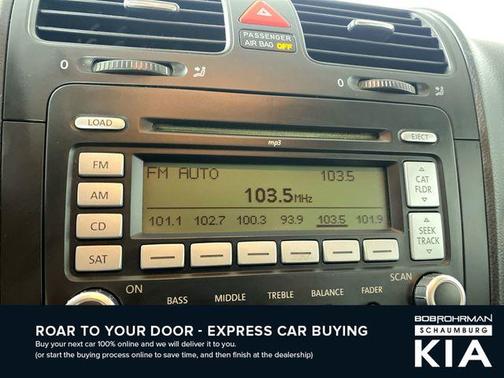 PASSENGER
AIR BAG OFF
0
0
LOAD
EJECT
mp3
FM
AM
CD
SAT
FM AUTO 103.5
103.5MHz
101.1 102.7 100.3 93.9 103.5 101.9
CAT
FLDR
SEEK
TRACK
ON
BASS MIDDLE TREBLE BALANCE FADER
SCAN
ROAR TO YOUR DOOR - EXPRESS CAR BUYING
Buy your next car 100% online and we will deliver it to you.
(or start the buying process online to save time, and then finish at the dealership)
BOB ROHRMAN
SCHAUMBURG
KIA